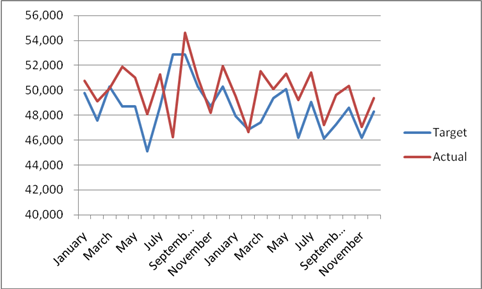 56,000
54,000
52,000
50,000
48,000
46,000
44,000
42,000
40,000
January
March
May
July
Septemb...
November
January
March
May
July
Septemb...
November
Target
Actual